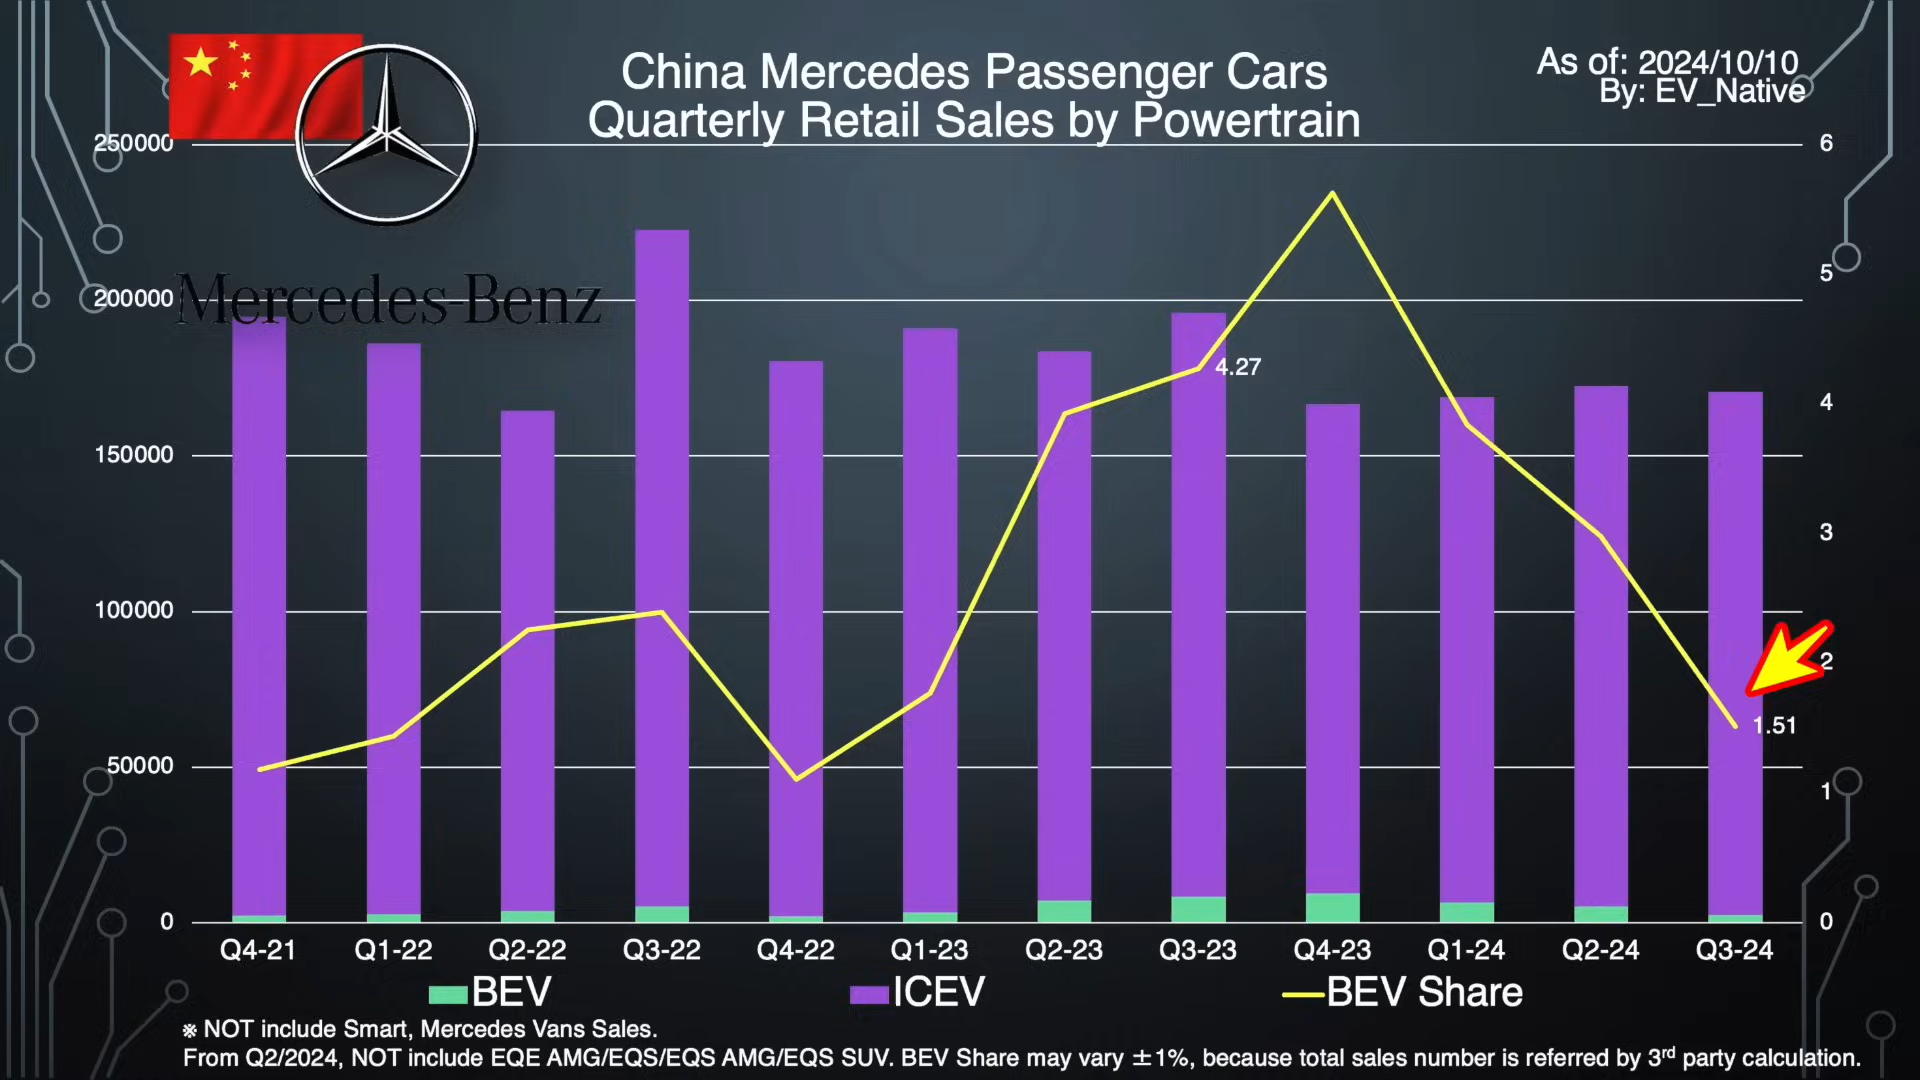 China Mercedes Passenger Cars
Quarterly Retail Sales by Powertrain
As of: 2024/10/10
By: EV_Native
Mercedes-Benz
250000
200000
150000
100000
50000
0
6
5
4
3
2
1
0
4.27
1.51
Q4-21 Q1-22 Q2-22 Q3-22 Q4-22 Q1-23 Q2-23 Q3-23 Q4-23 Q1-24 Q2-24 Q3-24
BEV ICEV BEV Share
※ NOT include Smart, Mercedes Vans Sales.
From Q2/2024, NOT include EQE AMG/EQS/EQS AMG/EQS SUV. BEV Share may vary ±1%, because total sales number is referred by 3rd party calculation.